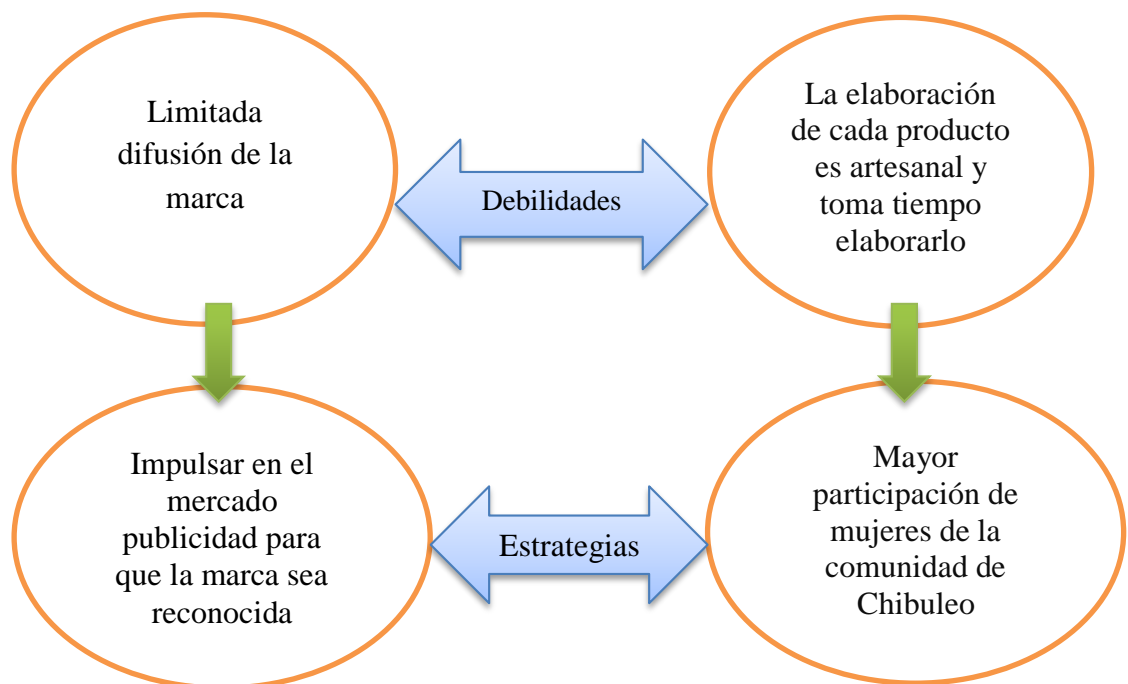 Limitada
difusión de la
marca
Debilidades
La elaboración
de cada producto
es artesanal y
toma tiempo
elaborarlo
Impulsar en el
mercado
publicidad para
que la marca sea
reconocida
Estrategias
Mayor
participación de
mujeres de la
comunidad de
Chibuleo